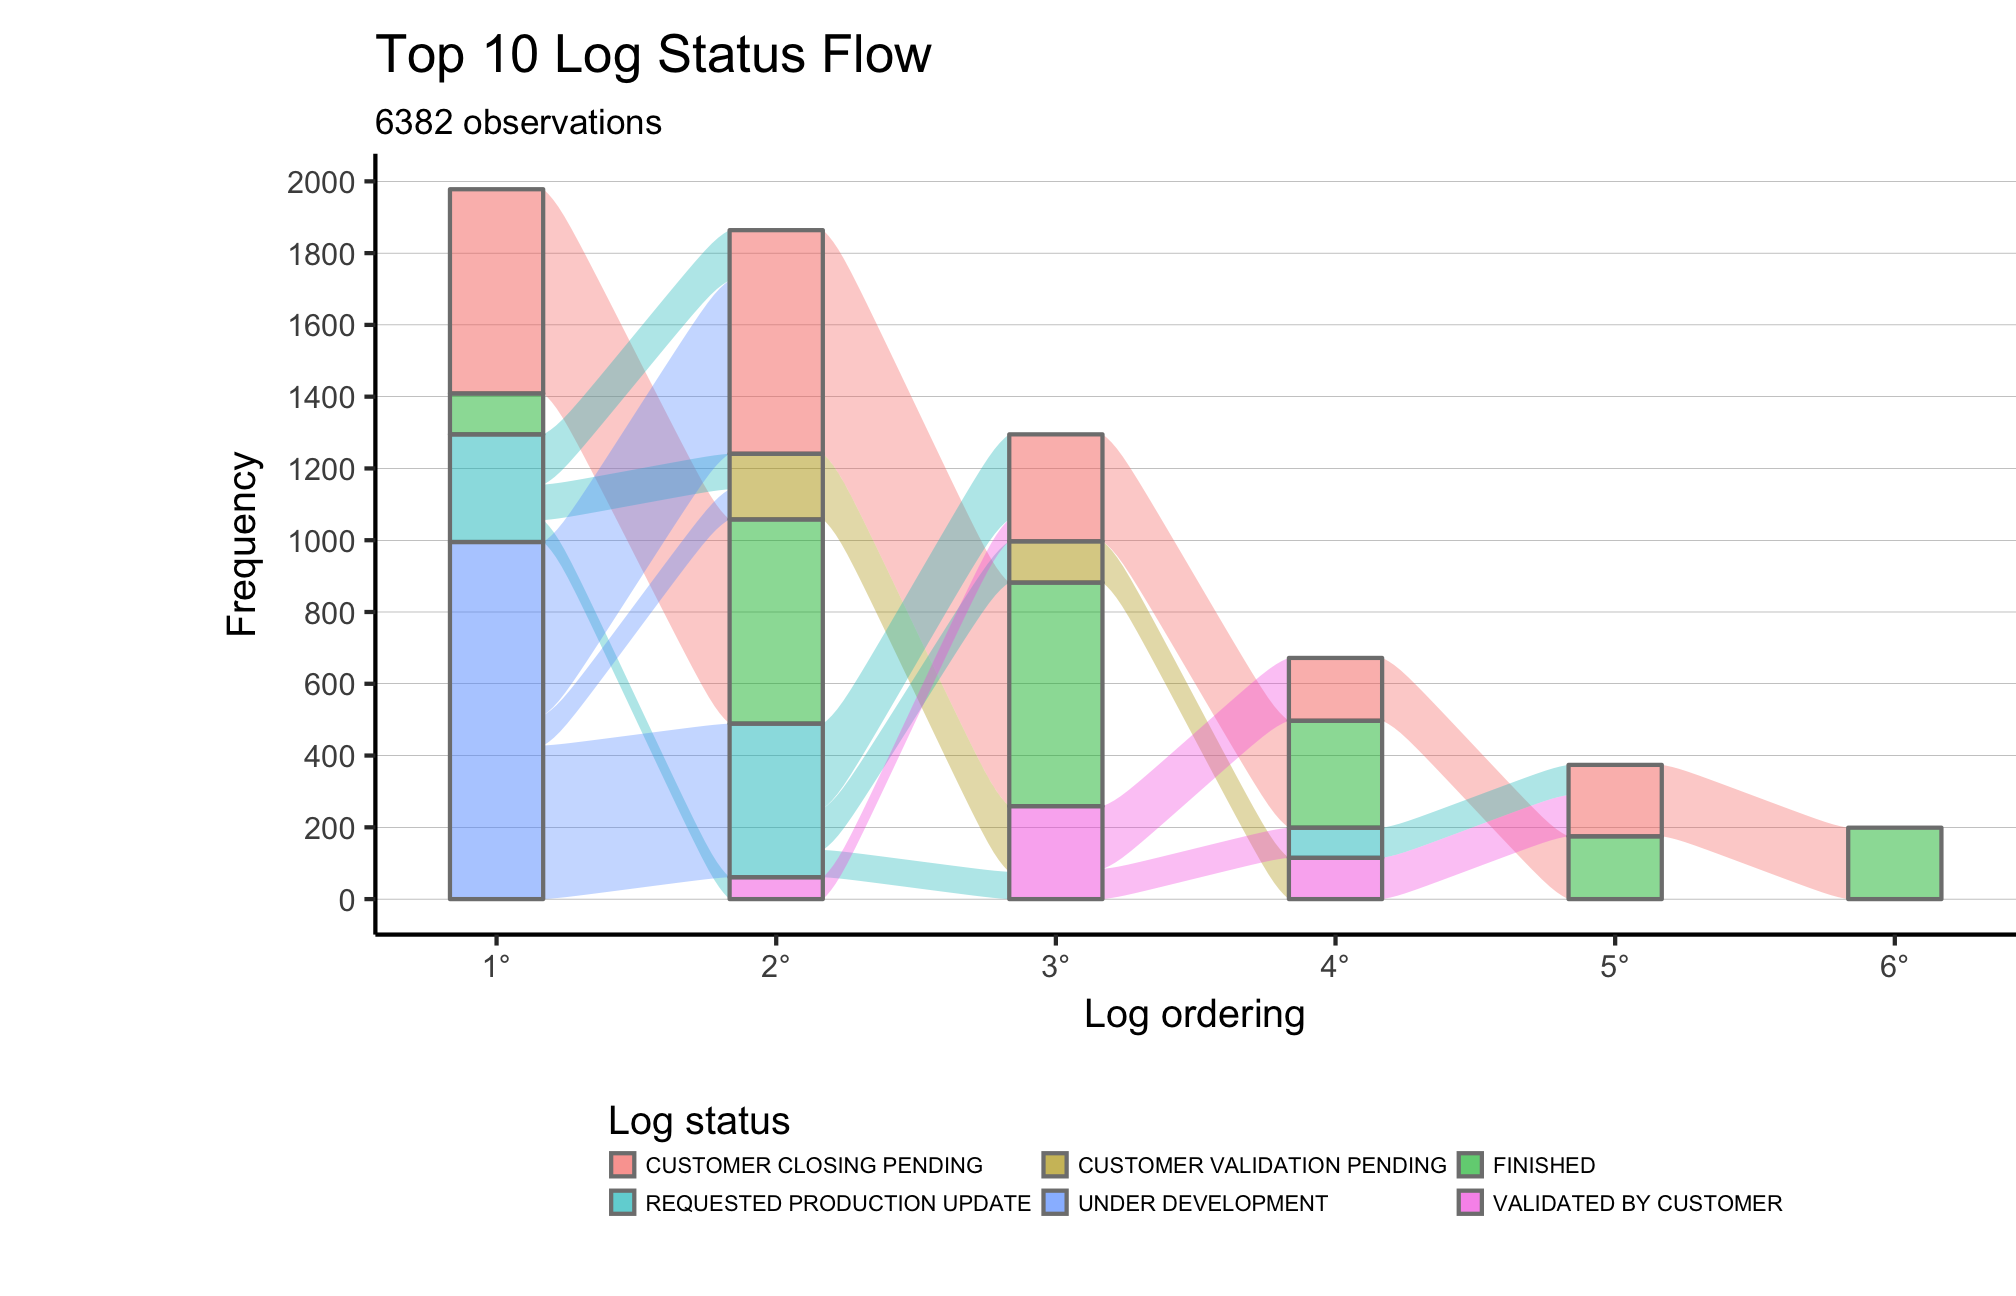 Top 10 Log Status Flow
6382 observations
2000
1800
1600
1400
1200
1000
800
600
400
200
0
Frequency
1° 2° 3° 4° 5° 6°
Log ordering
Log status
CUSTOMER CLOSING PENDING CUSTOMER VALIDATION PENDING FINISHED
REQUESTED PRODUCTION UPDATE UNDER DEVELOPMENT VALIDATED BY CUSTOMER